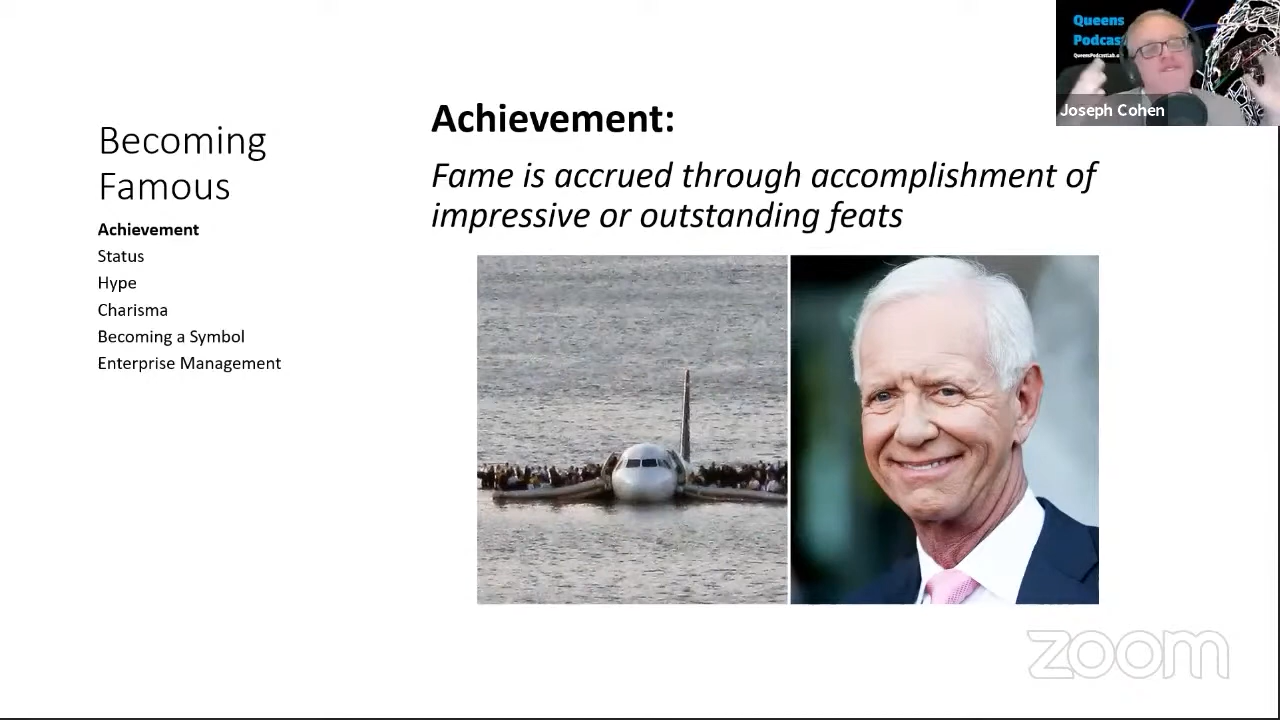 Becoming
Famous
Achievement
Status
Hype
Charisma
Becoming a Symbol
Enterprise Management
Achievement:
Fame is accrued through accomplishment of
impressive or outstanding feats
Queens
Podcas
Joseph Cohen
zoom